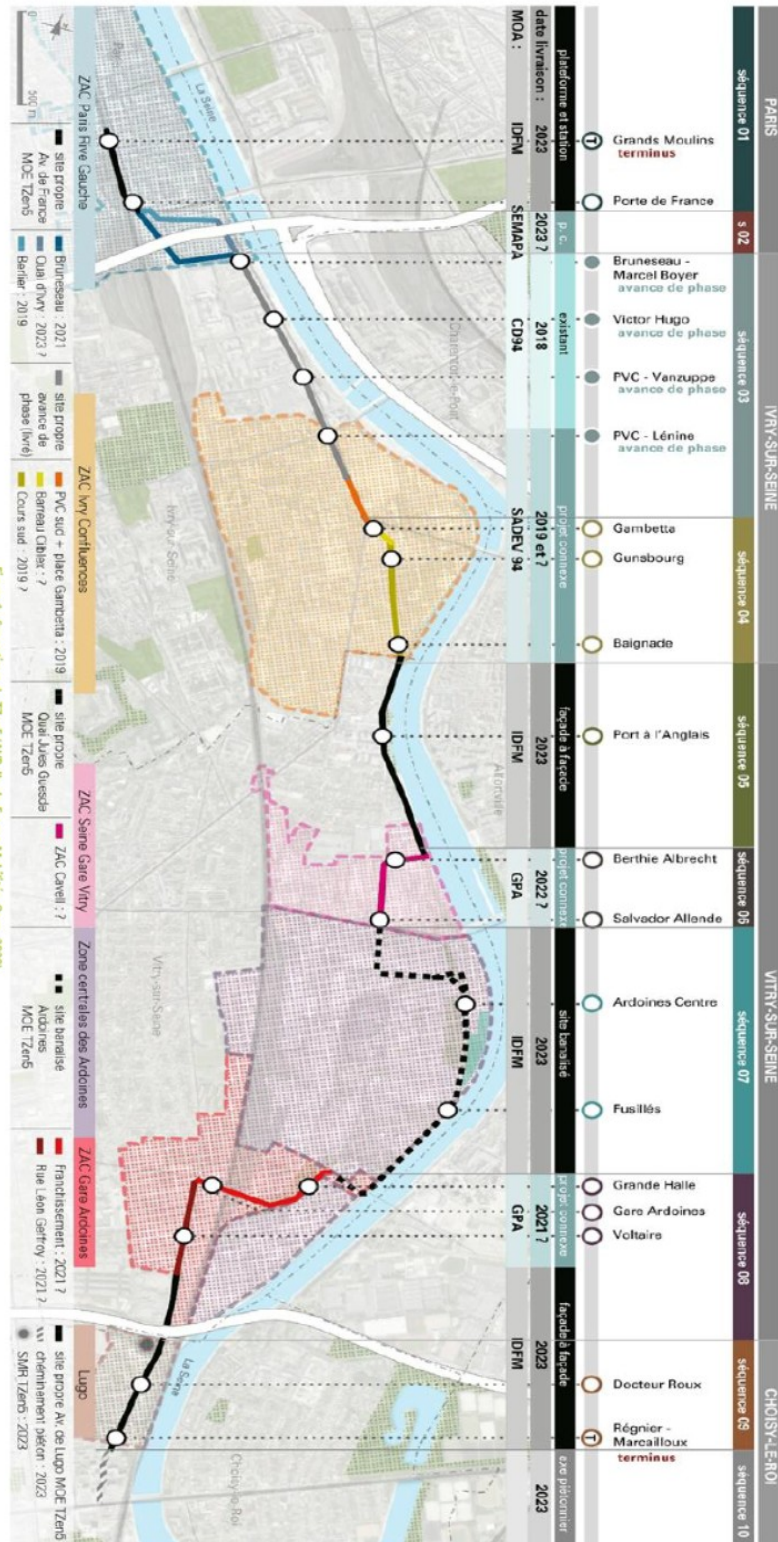 PARIS
IVRY-SUR-SEINE
VITRY-SUR-SEINE
CHOISY-LE-ROI
séquence 01
s 02
séquence 03
séquence 04
séquence 05
séquence 06
séquence 07
séquence 08
séquence 09
séquence 10
Grands Moulins
terminus
Porte de France
Bruneseau -
Marcel Boyer
avance de phase
Victor Hugo
avance de phase
PVC - Vanzuppe
avance de phase
PVC - Lénine
avance de phase
Gambetta
Gunsbourg
Baignade
Port à l'Anglais
Berthie Albrecht
Salvador Allende
Ardoines Centre
Fusillés
Grande Halle
Gare Ardoines
Voltaire
Docteur Roux
Régnier -
Marcailloux
terminus
T
T
plateforme et station
p. c.
existant
projet connexe
façade à façade
projet connexe
site banalisé
projet connexe
façade à façade
axe piétonnier
date livraison :
2023
2023 ?
2018
2019 et ?
2023
2022 ?
2023
2021 ?
2023
2023
MOA :
IDFM
SEMAPA
CD94
SADEV 94
IDFM
GPA
IDFM
GPA
IDFM
La Seine
Charenton-le-Pont
Ivry-sur-Seine
Alfortville
Vitry-sur-Seine
La Seine
Choisy-le-Roi
0
500 m
ZAC Paris Rive Gauche
ZAC Ivry Confluences
ZAC Seine Gare Vitry
Zone centrales des Ardoines
ZAC Gare Ardoines
Lugo
site propre
Av. de France
MOE TZen5
Bruneseau : 2021
Quai d'Ivry : 2023 ?
Berlier : 2019
site propre
avance de
phase (livré)
PVC sud + place Gambetta : 2019
Barreau Ciblex : ?
Cours sud : 2019 ?
site propre
Quai Jules Guesde
MOE TZen5
ZAC Cavell : ?
site banalisé
Ardoines
MOE TZen5
Franchissement : 2021 ?
Rue Léon Geffroy : 2021 ?
site propre Av. de Lugo MOE TZen5
cheminement piéton : 2023
SMR TZen5 : 2023